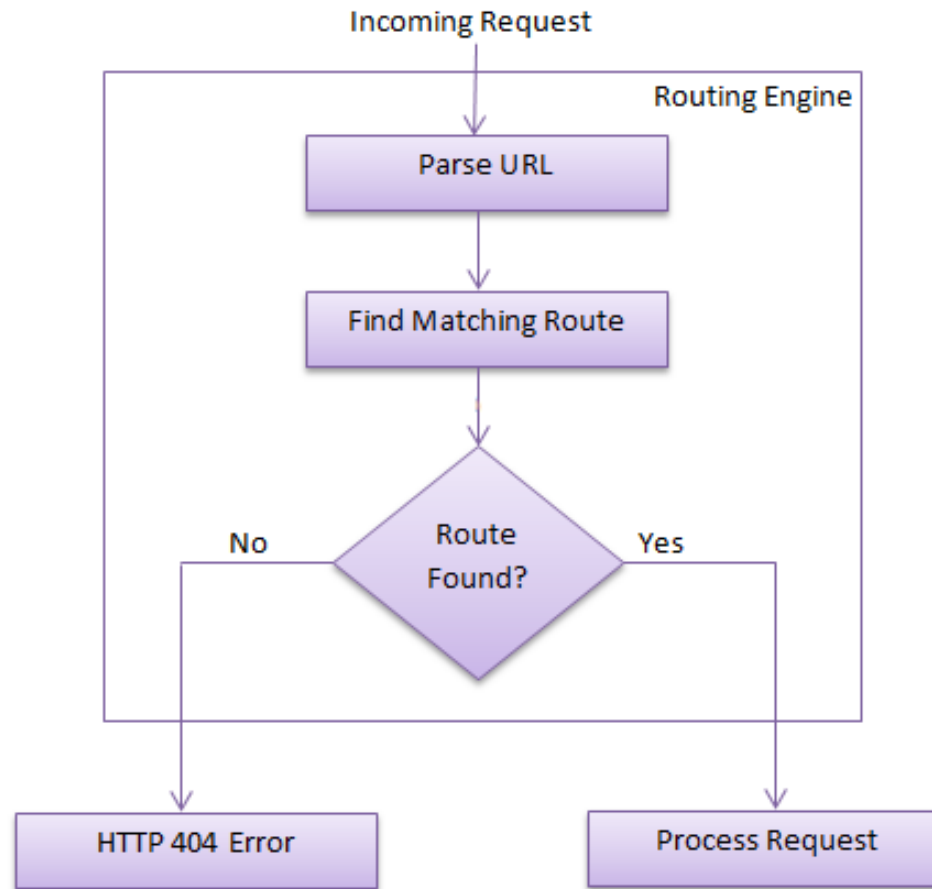 Incoming Request
Routing Engine
Parse URL
Find Matching Route
Route
Found?
No
Yes
HTTP 404 Error
Process Request